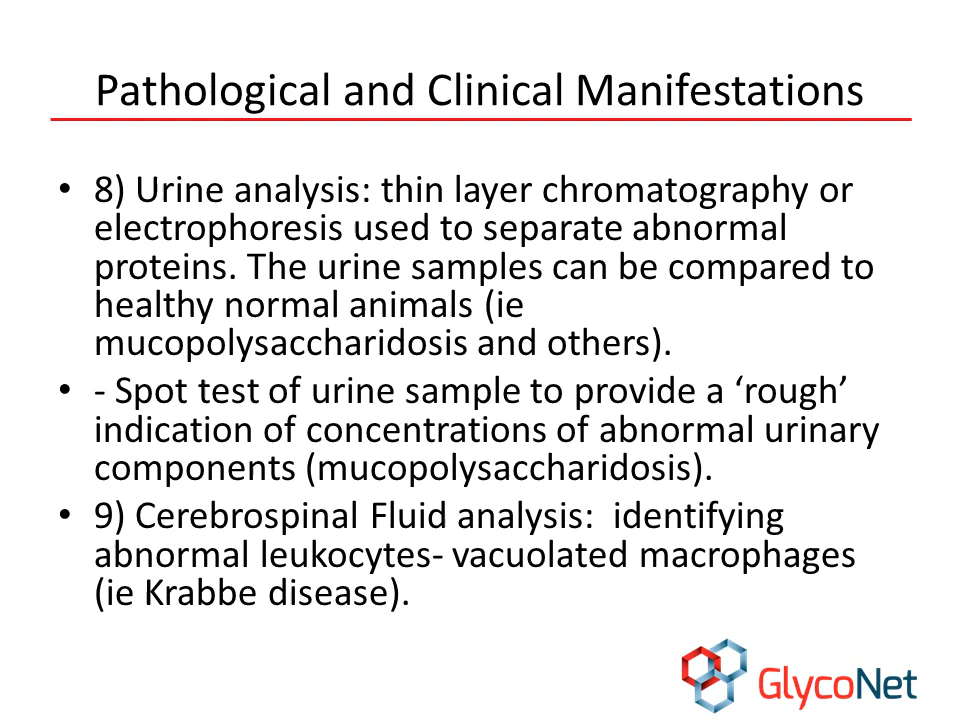 Pathological and Clinical Manifestations
• 8) Urine analysis: thin layer chromatography or
electrophoresis used to separate abnormal
proteins. The urine samples can be compared to
healthy normal animals (ie
mucopolysaccharidosis and others).
• - Spot test of urine sample to provide a ‘rough’
indication of concentrations of abnormal urinary
components (mucopolysaccharidosis).
• 9) Cerebrospinal Fluid analysis:  identifying
abnormal leukocytes- vacuolated macrophages
(ie Krabbe disease).
GlycoNet